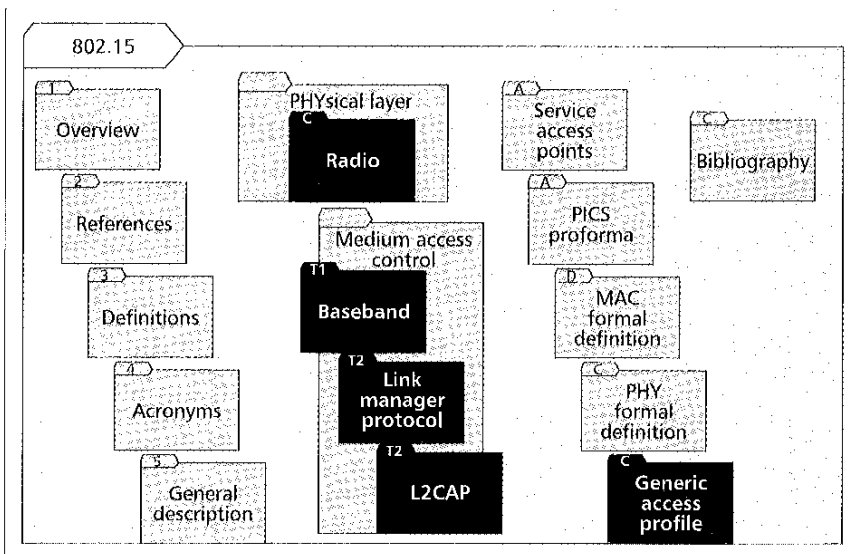 802.15
1
Overview
2
References
3
Definitions
4
Acronyms
5
General
description
PHYsical layer
C
Radio
Medium access
control
T1
Baseband
T2
Link
manager
protocol
T2
L2CAP
A
Service
access
points
A
PICS
proforma
D
MAC
formal
definition
C
PHY
formal
definition
C
Generic
access
profile
C
Bibliography